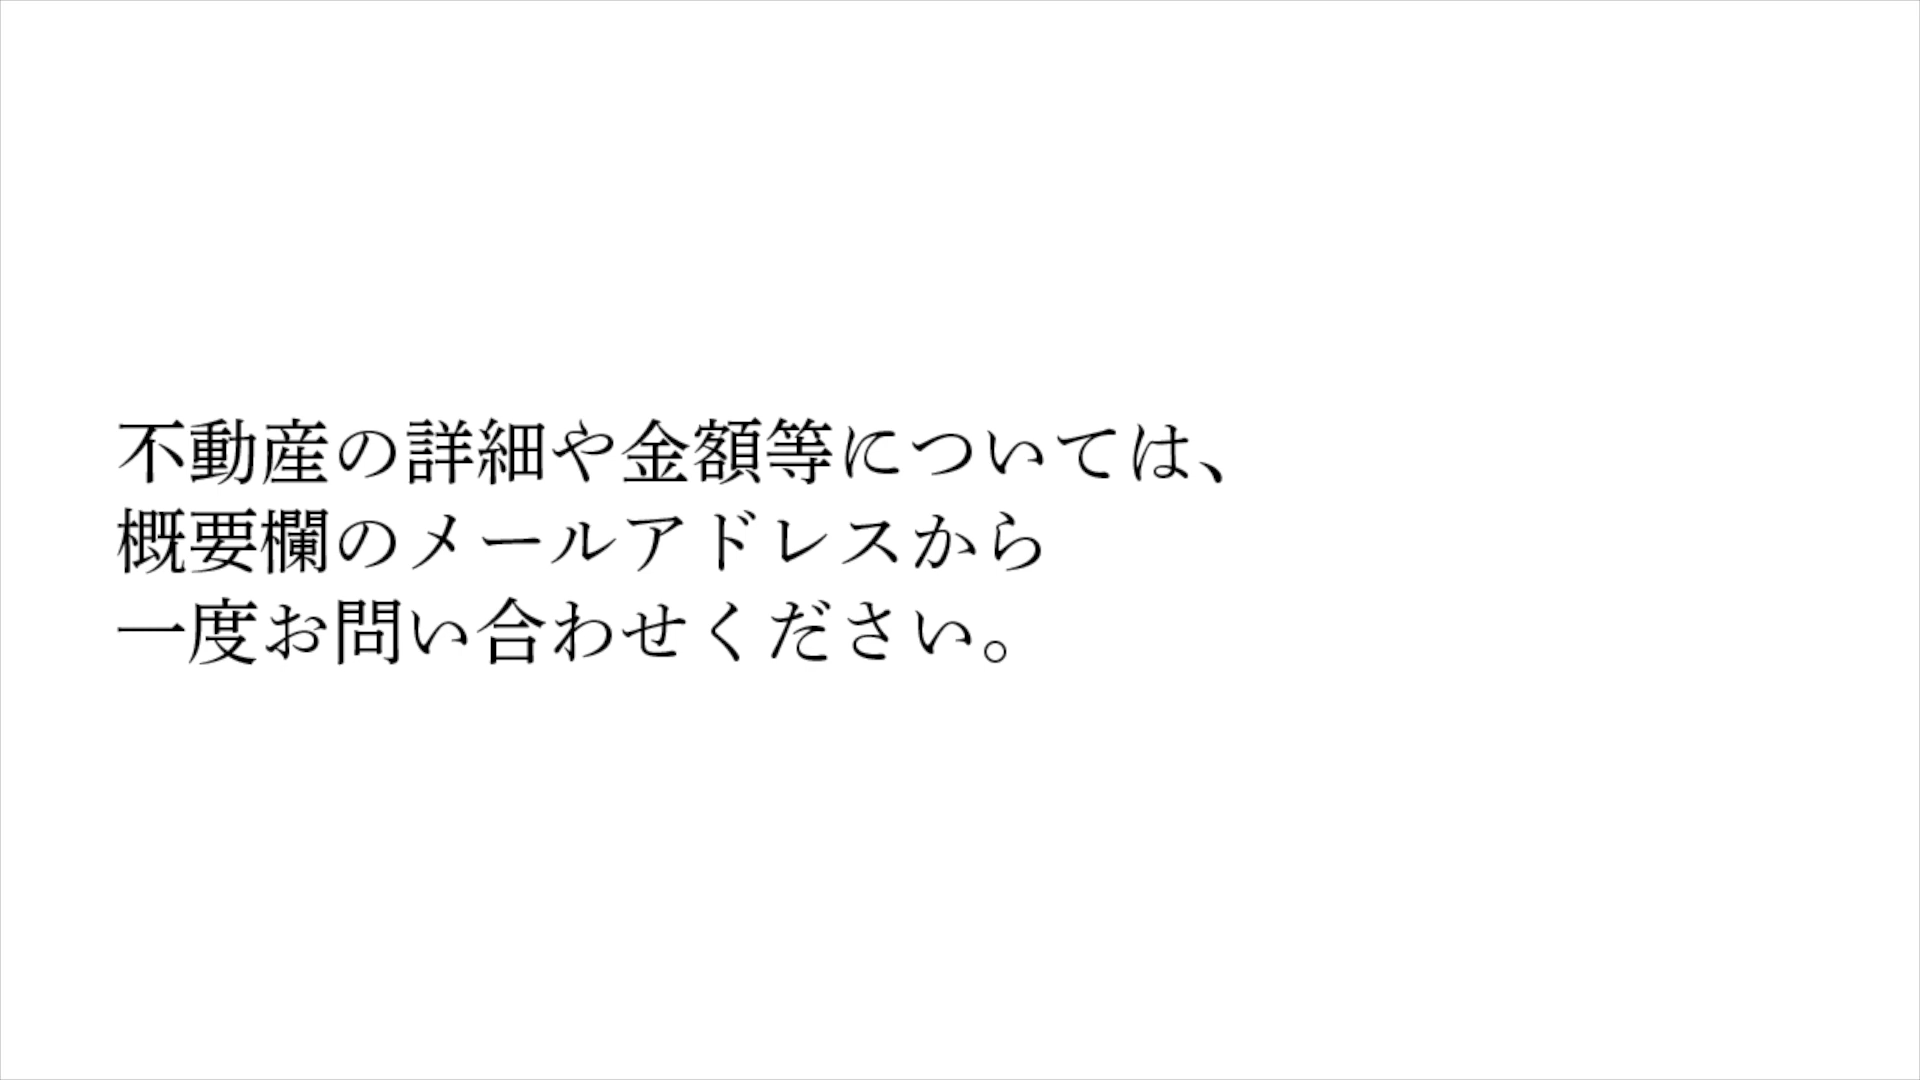 不動産の詳細や金額等については、
概要欄のメールアドレスから
一度お問い合わせください。